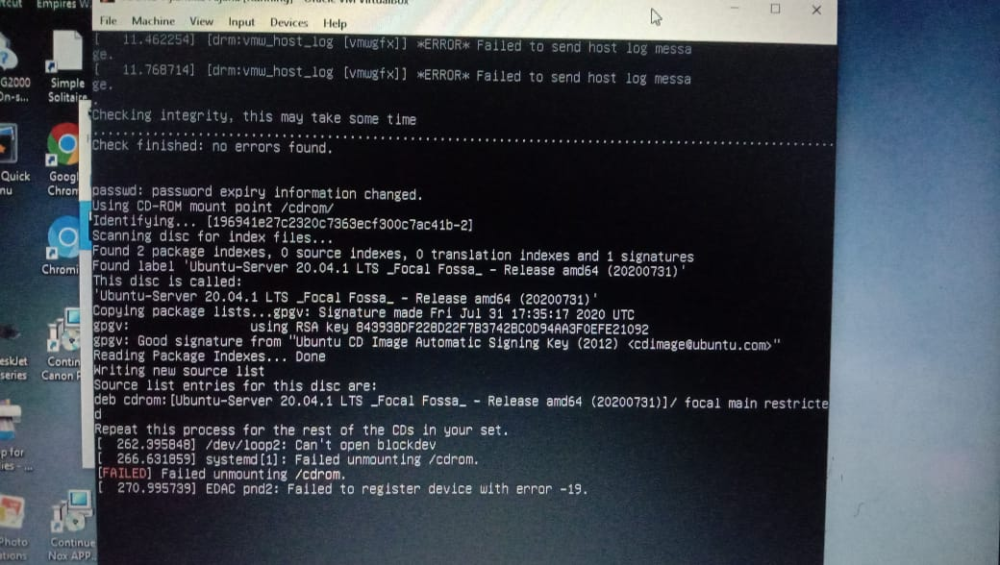 Empires W
Oracle VM VirtualBox
File Machine View Input Devices Help
[ 11.462254] [drm:vmw_host_log [vmwgfx]] *ERROR* Failed to send host log messa
ge.
[ 11.768714] [drm:vmw_host_log [vmwgfx]] *ERROR* Failed to send host log messa
ge.
.
Checking integrity, this may take some time
Check finished: no errors found.
passwd: password expiry information changed.
Using CD-ROM mount point /cdrom/
Identifying... [196941e27c2320c7363ecf300c7ac41b-2]
Scanning disc for index files...
Found 2 package indexes, 0 source indexes, 0 translation indexes and 1 signatures
Found label 'Ubuntu-Server 20.04.1 LTS _Focal Fossa_ - Release amd64 (20200731)'
This disc is called:
'Ubuntu-Server 20.04.1 LTS _Focal Fossa_ - Release amd64 (20200731)'
Copying package lists...gpgv: Signature made Fri Jul 31 17:35:17 2020 UTC
gpgv: using RSA key 843938DF228D22F7B3742BC0D94AA3F0EFE21092
gpgv: Good signature from "Ubuntu CD Image Automatic Signing Key (2012) <cdimage@ubuntu.com>"
Reading Package Indexes... Done
Writing new source list
Source list entries for this disc are:
deb cdrom:[Ubuntu-Server 20.04.1 LTS _Focal Fossa_ - Release amd64 (20200731)]/ focal main restricte
d
Repeat this process for the rest of the CDs in your set.
[ 262.395848] /dev/loop2: Can't open blockdev
[ 266.631859] systemd[1]: Failed unmounting /cdrom.
[FAILED] Failed unmounting /cdrom.
[ 270.995739] EDAC pnd2: Failed to register device with error -19.
G2000
On-s...
Simple
Solitaire
Quick
nu
Googl
Chrom
Chromi
eskJet
series
Contin
Canon P
p for
ies - ...
Photo
ations
Continue
Nox APP...